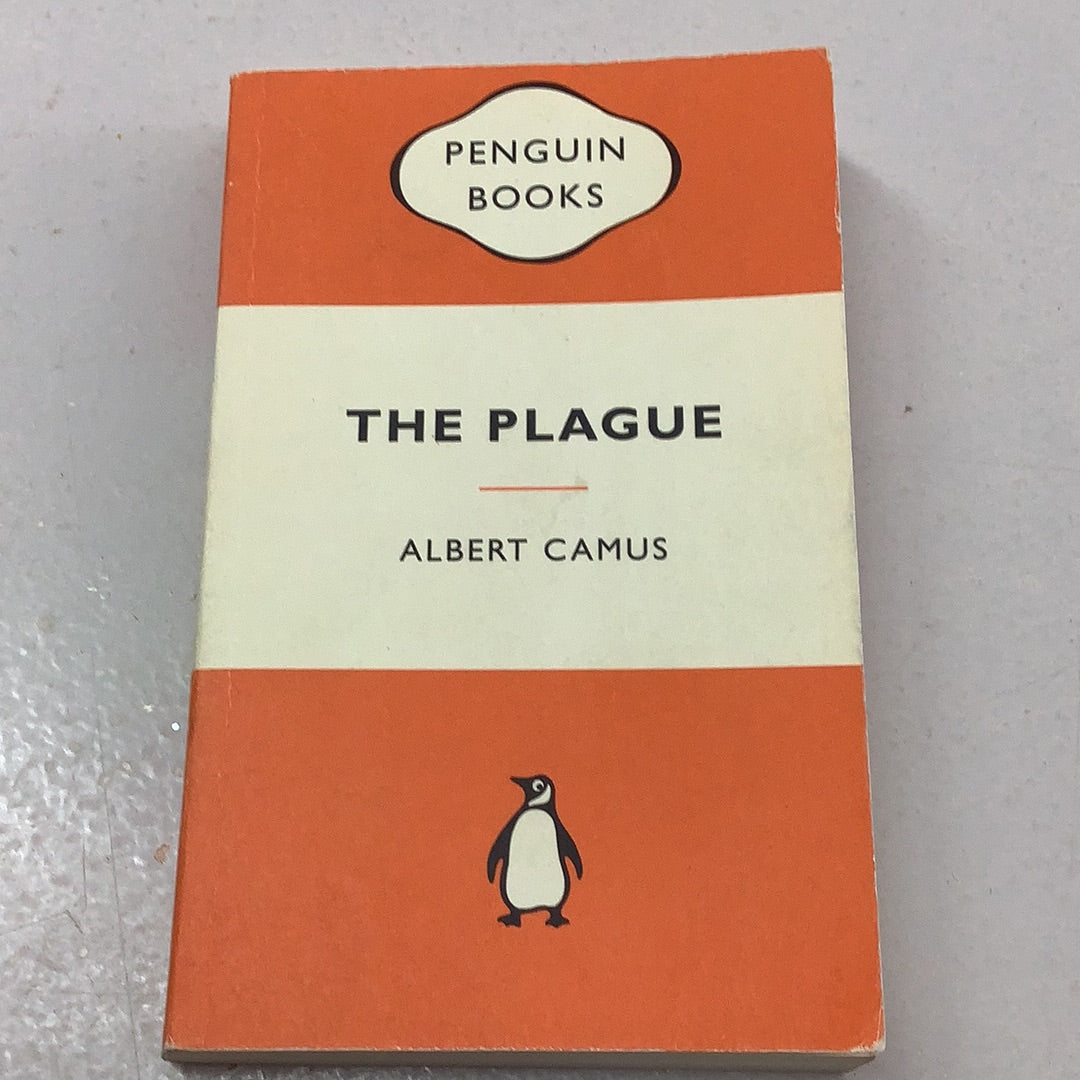 PENGUIN
BOOKS
THE PLAGUE
ALBERT CAMUS